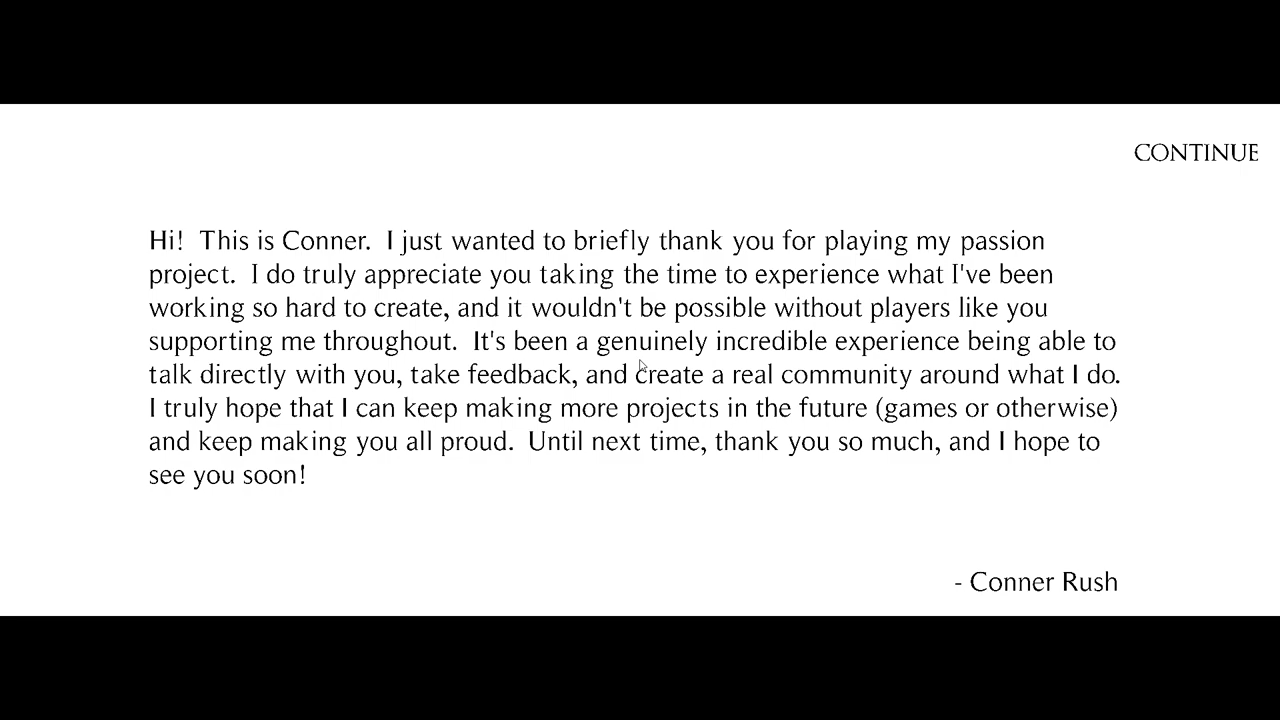 CONTINUE
Hi!  This is Conner.  I just wanted to briefly thank you for playing my passion
project.  I do truly appreciate you taking the time to experience what I've been
working so hard to create, and it wouldn't be possible without players like you
supporting me throughout.  It's been a genuinely incredible experience being able to
talk directly with you, take feedback, and create a real community around what I do.
I truly hope that I can keep making more projects in the future (games or otherwise)
and keep making you all proud.  Until next time, thank you so much, and I hope to
see you soon!
- Conner Rush